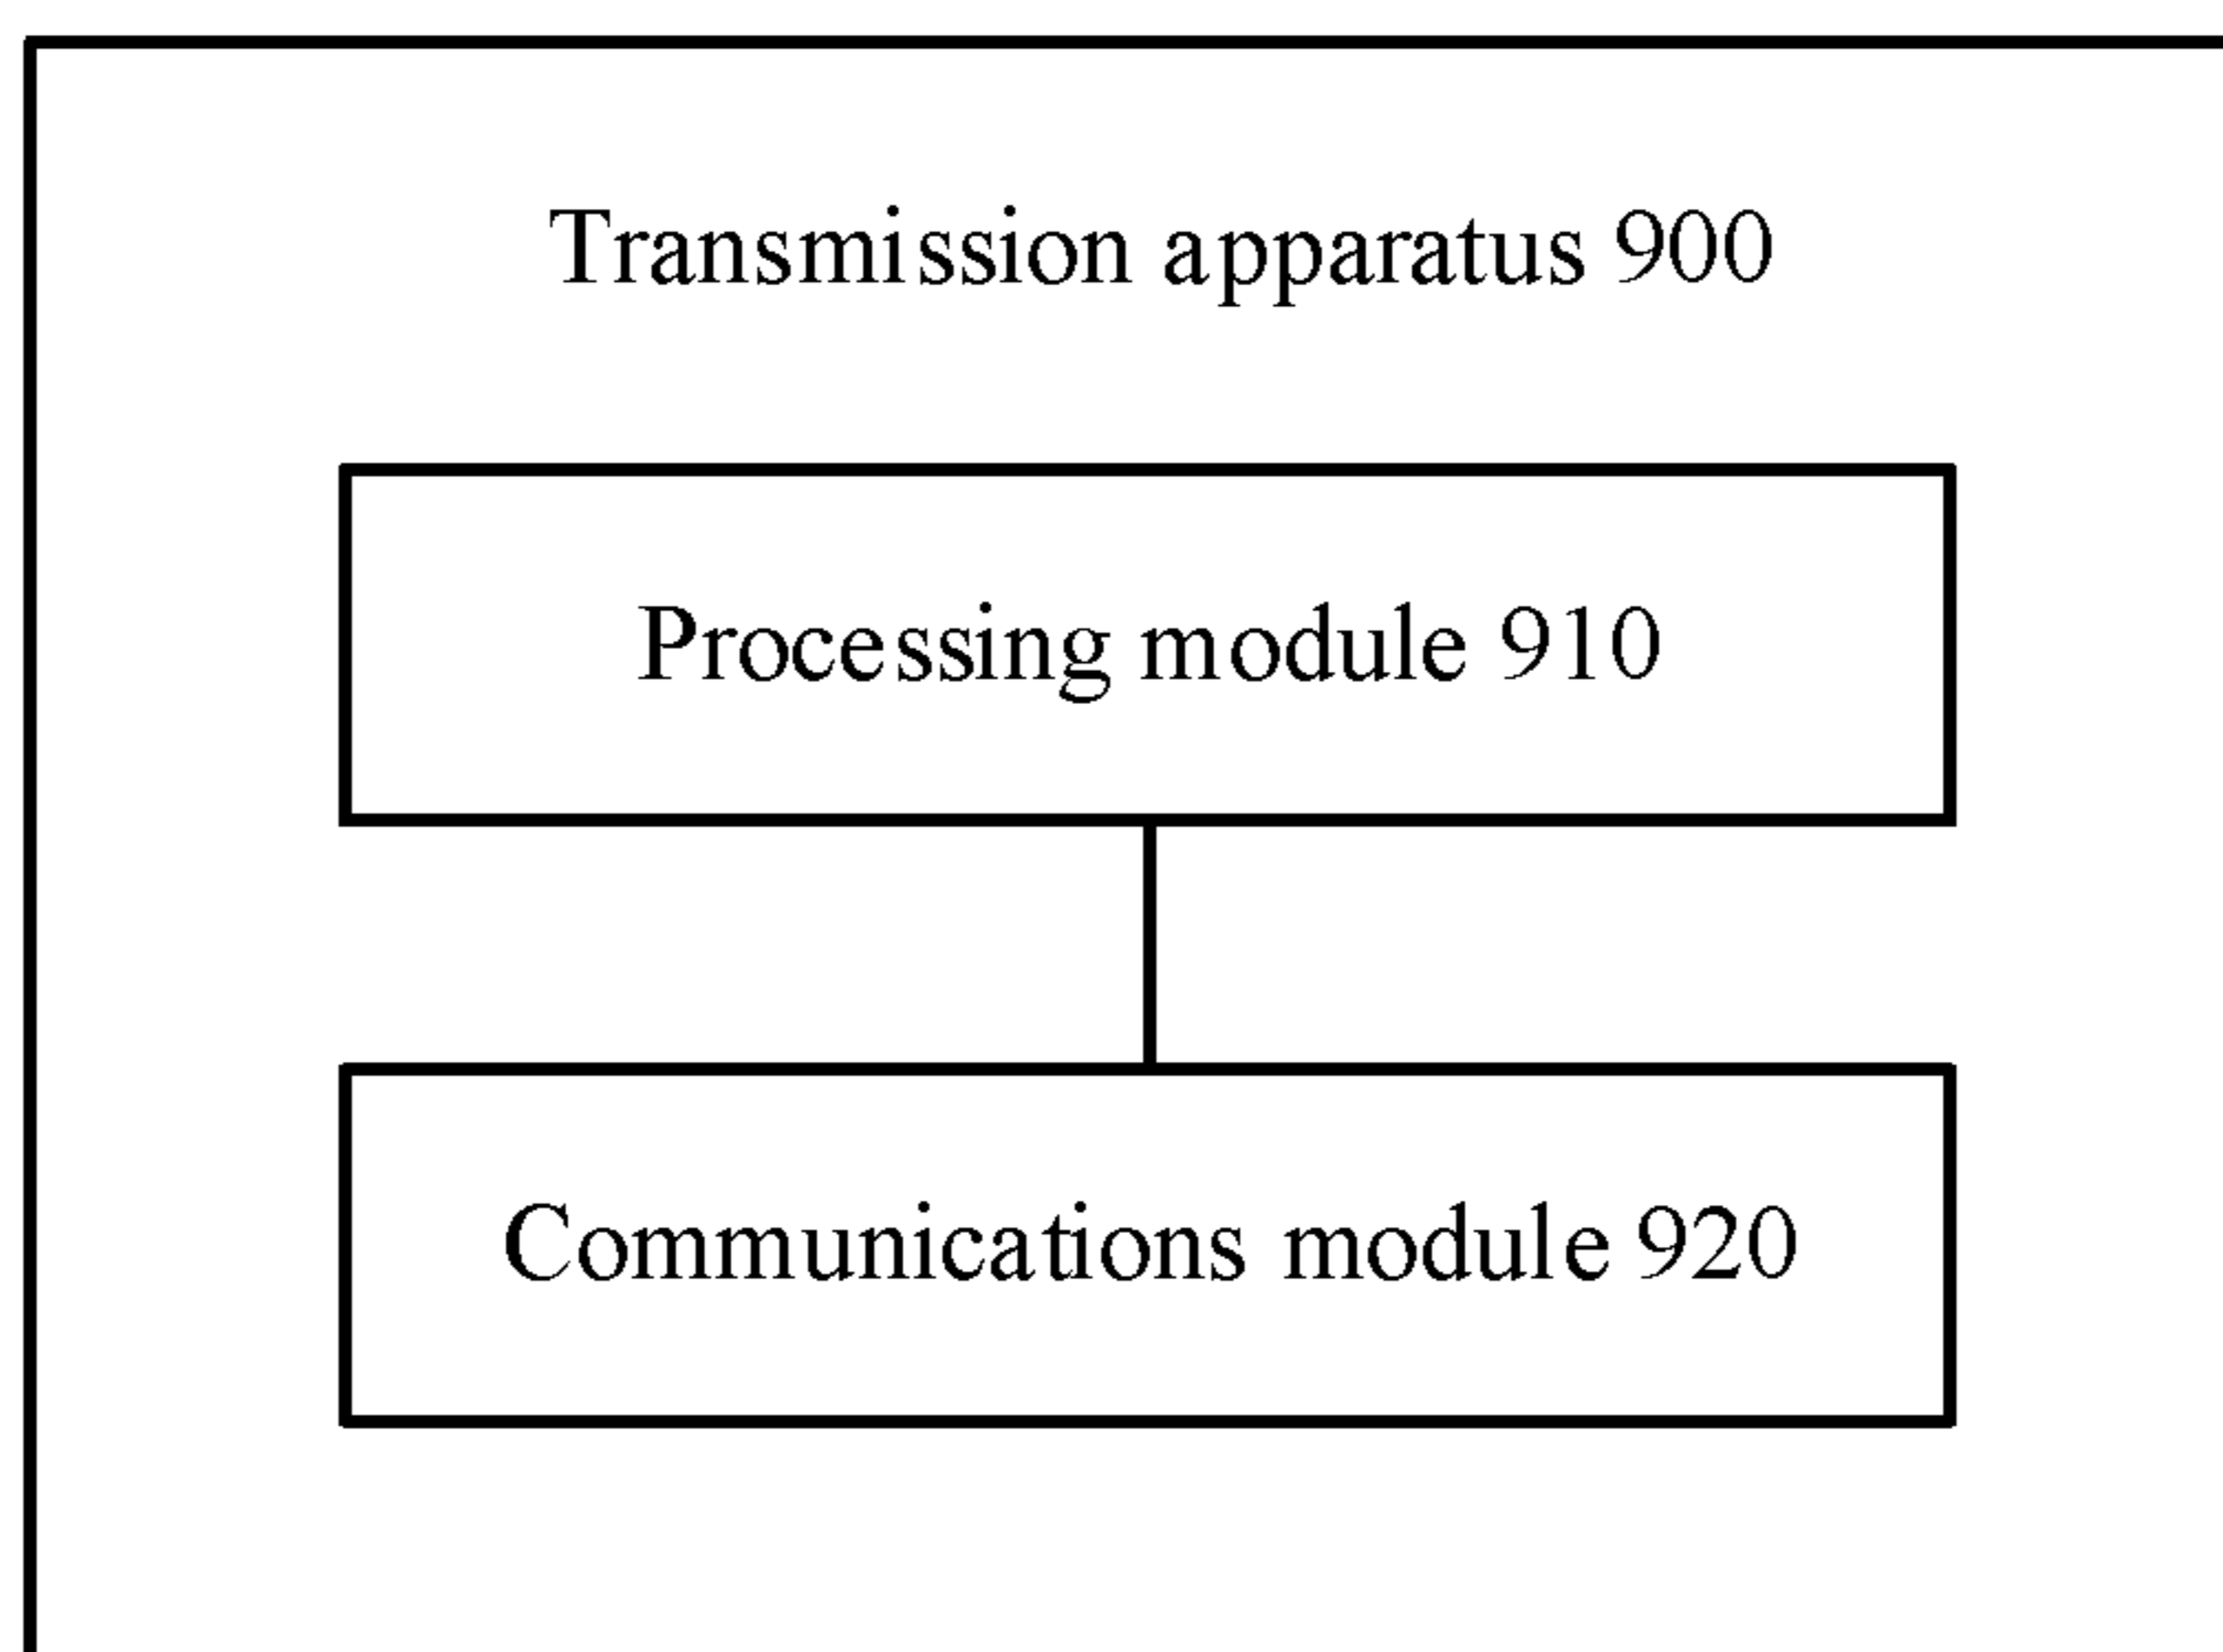 Transmission apparatus 900
Processing module 910
Communications module 920